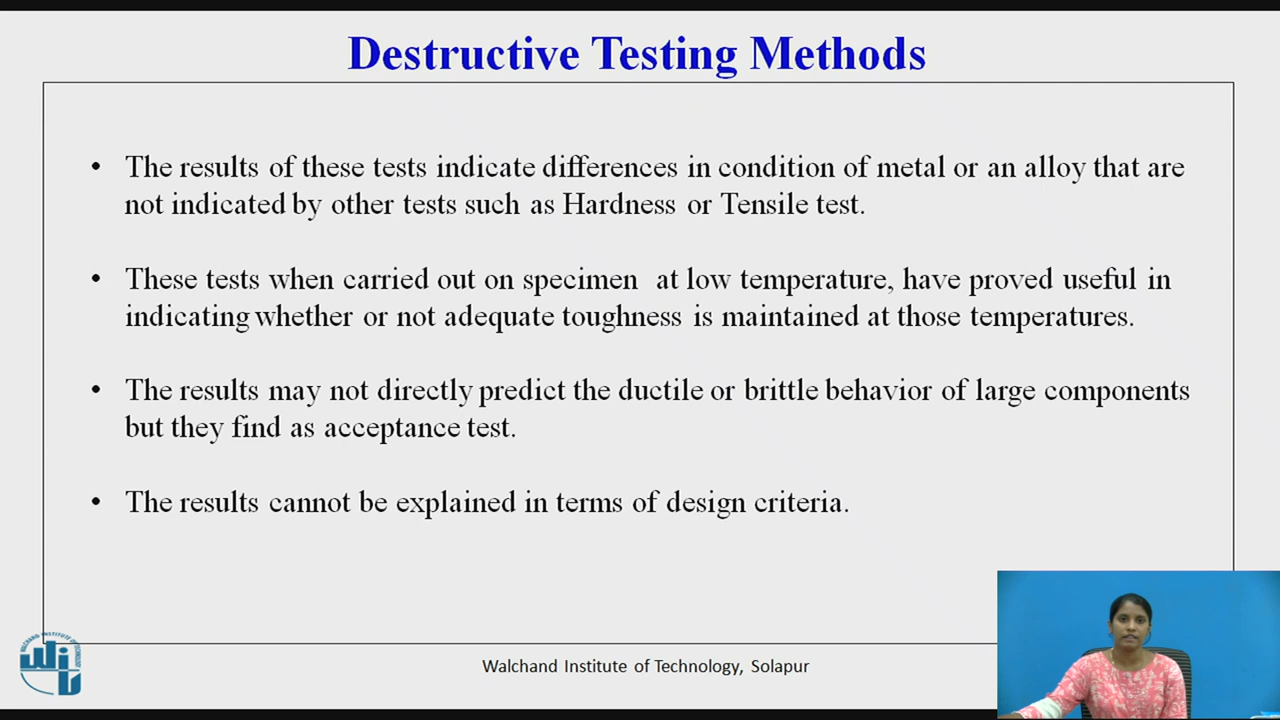 Destructive Testing Methods
• The results of these tests indicate differences in condition of metal or an alloy that are
not indicated by other tests such as Hardness or Tensile test.
• These tests when carried out on specimen at low temperature, have proved useful in
indicating whether or not adequate toughness is maintained at those temperatures.
• The results may not directly predict the ductile or brittle behavior of large components
but they find as acceptance test.
• The results cannot be explained in terms of design criteria.
Walchand Institute of Technology, Solapur